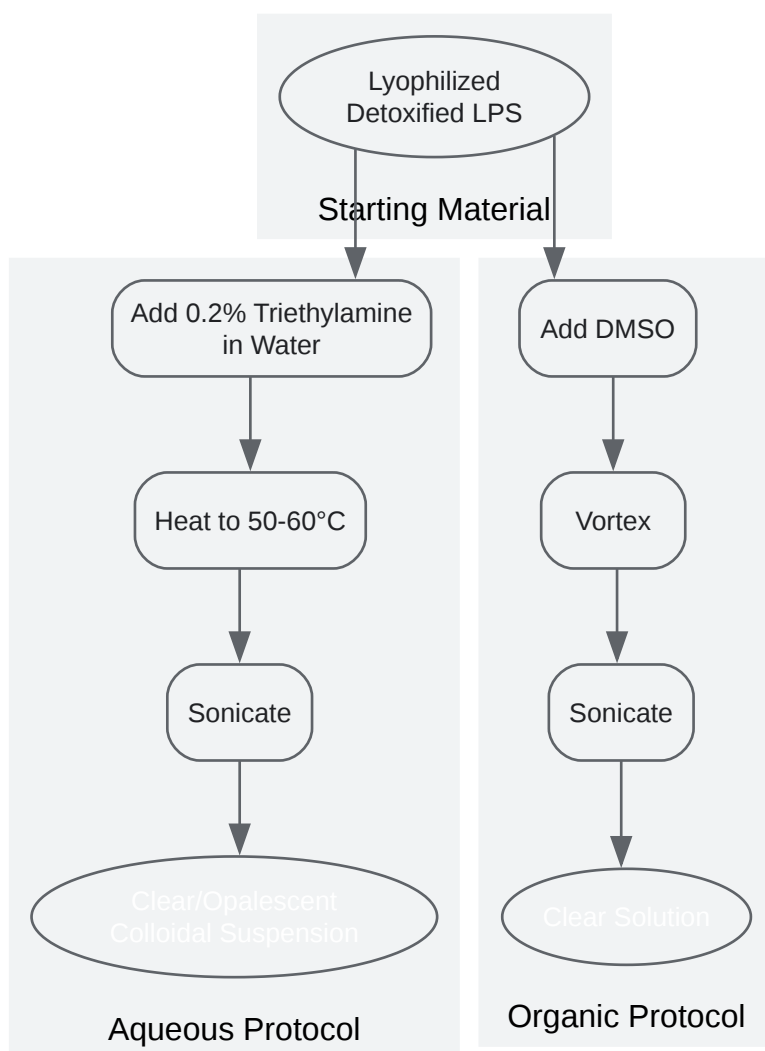 Lyophilized
Detoxified LPS
Starting Material
Add 0.2% Triethylamine
in Water
Heat to 50-60°C
Sonicate
Clear/Opalescent
Colloidal Suspension
Aqueous Protocol
Add DMSO
Vortex
Sonicate
Clear Solution
Organic Protocol